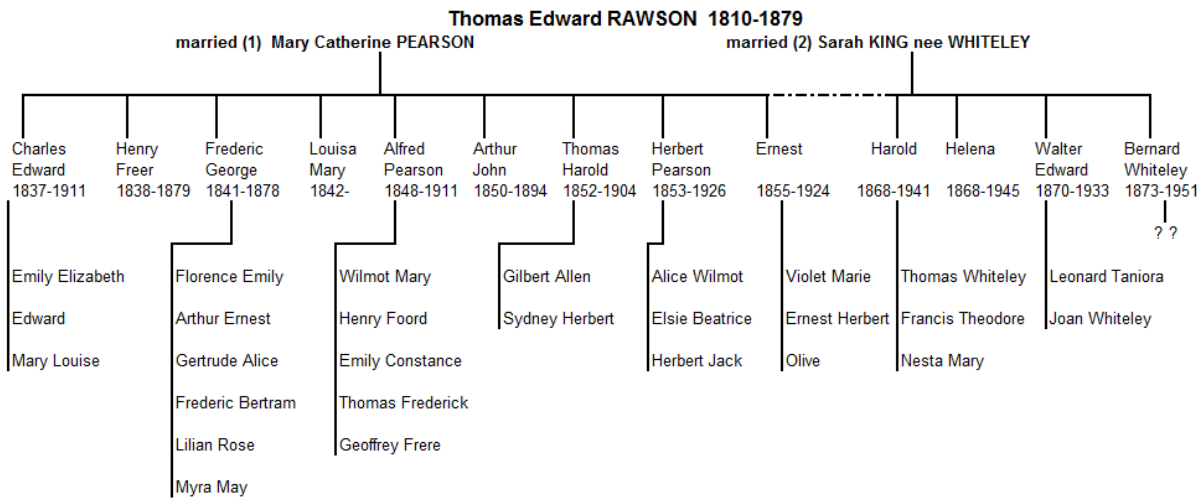 Thomas Edward RAWSON 1810-1879
married (1) Mary Catherine PEARSON married (2) Sarah KING nee WHITELEY
Charles Henry Frederic Louisa Alfred Arthur Thomas Herbert Ernest Harold Helena Walter Bernard
Edward Freer George Mary Pearson John Harold Pearson Edward Whiteley
1837-1911 1838-1879 1841-1878 1842- 1848-1911 1850-1894 1852-1904 1853-1926 1855-1924 1868-1941 1868-1945 1870-1933 1873-1951
? ?
Emily Elizabeth Florence Emily Wilmot Mary Gilbert Allen Alice Wilmot Violet Marie Thomas Whiteley Leonard Taniora
Edward Arthur Ernest Henry Foord Sydney Herbert Elsie Beatrice Ernest Herbert Francis Theodore Joan Whiteley
Mary Louise Gertrude Alice Emily Constance Herbert Jack Olive Nesta Mary
Frederic Bertram Thomas Frederick
Lilian Rose Geoffrey Frere
Myra May